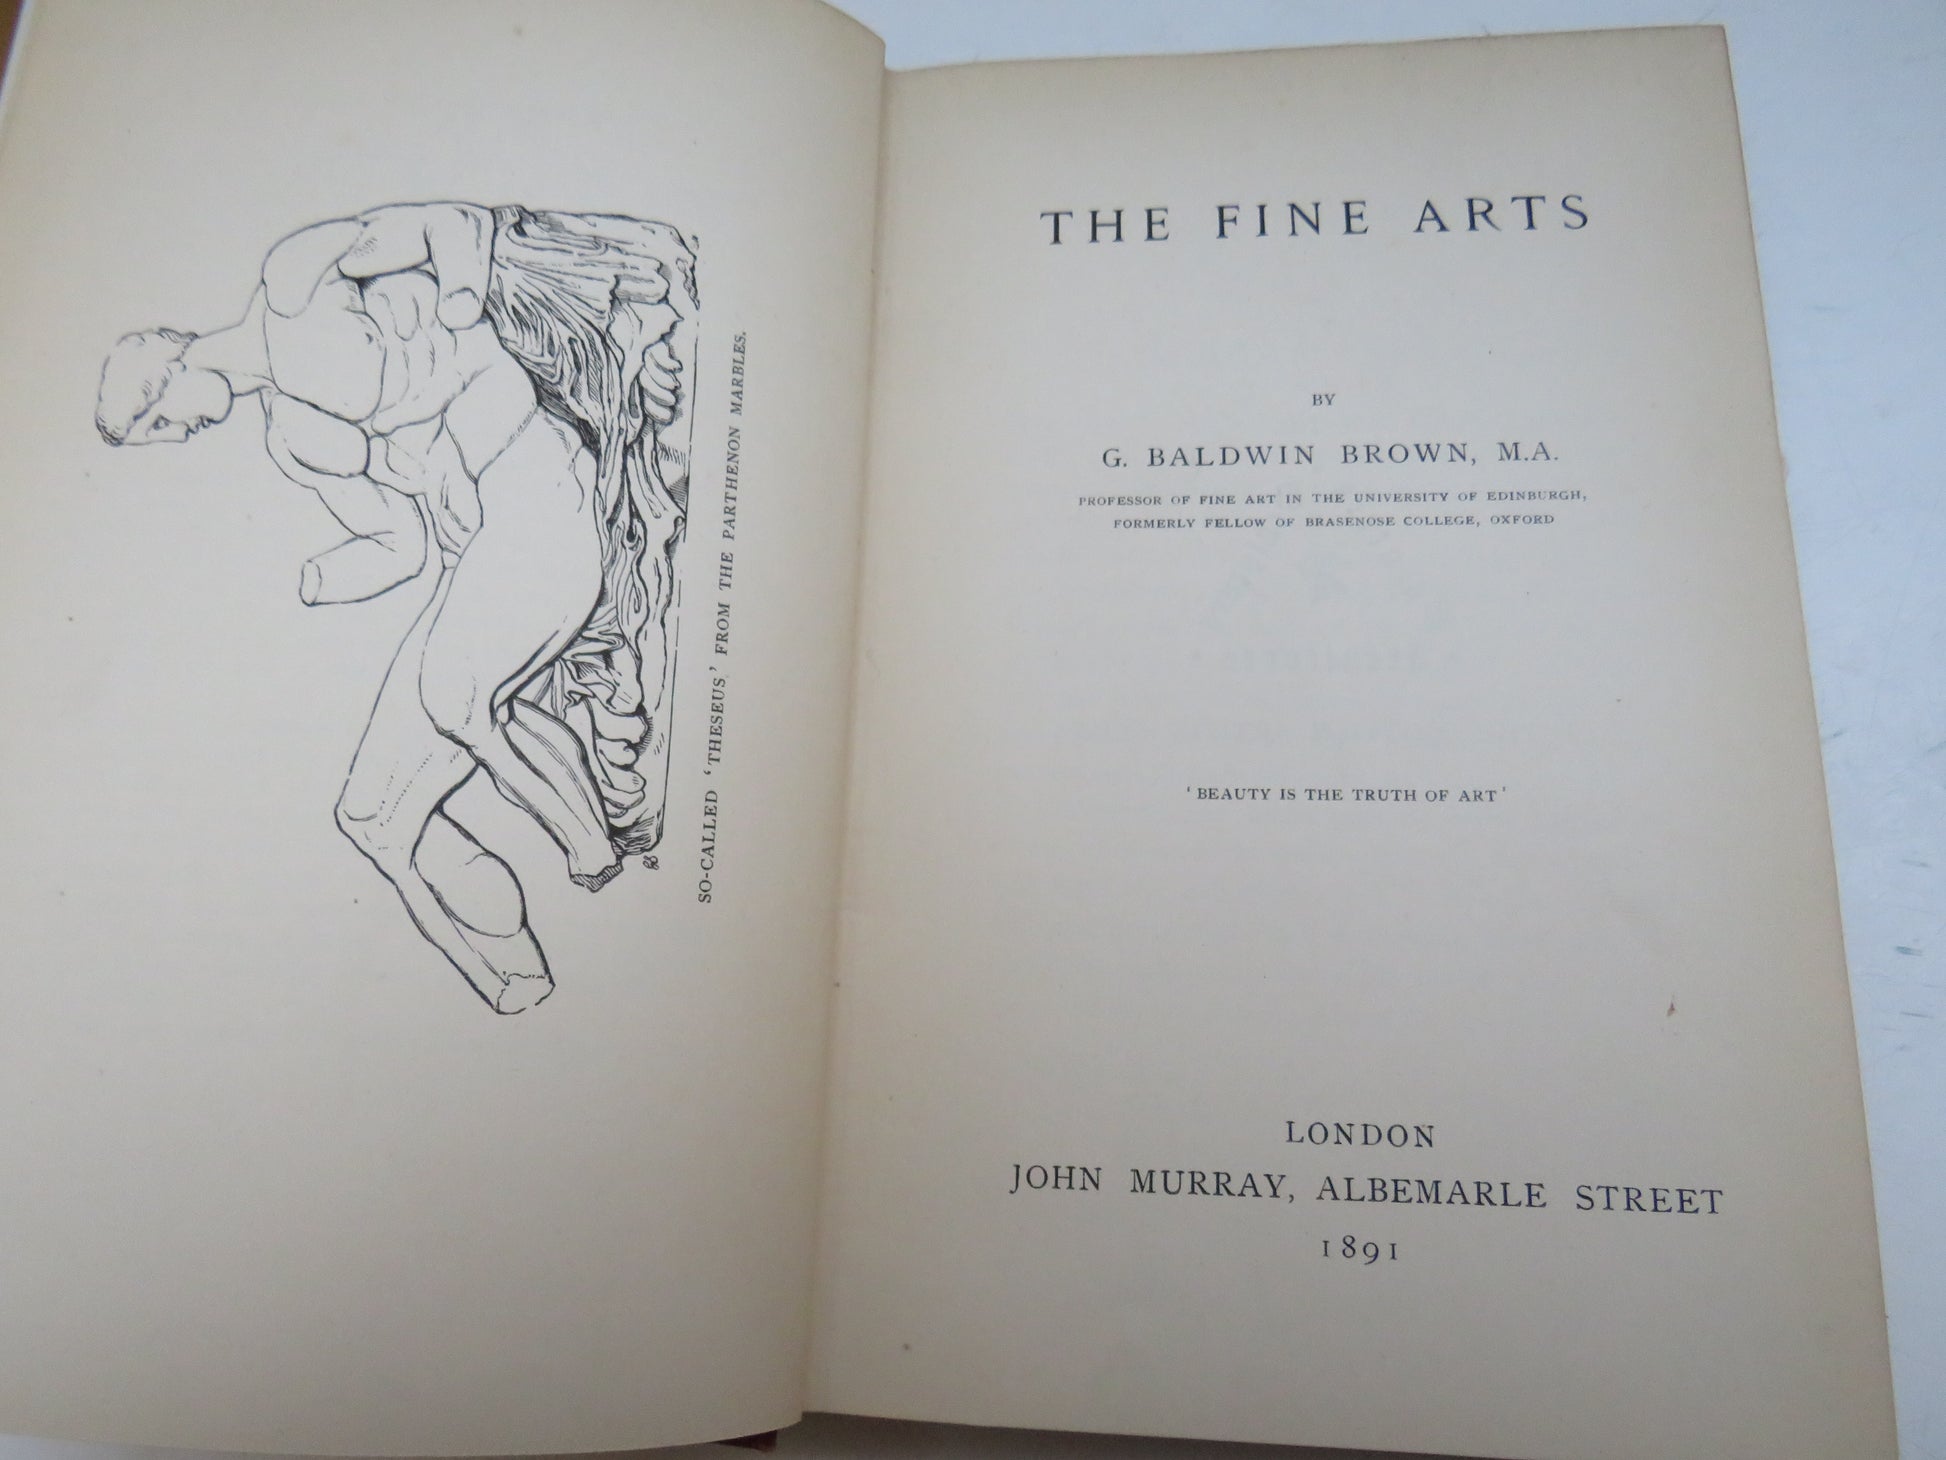 SO-CALLED ‘THESEUS’ FROM THE PARTHENON MARBLES.
THE FINE ARTS
BY
G. BALDWIN BROWN, M.A.
PROFESSOR OF FINE ART IN THE UNIVERSITY OF EDINBURGH,
FORMERLY FELLOW OF BRASENOSE COLLEGE, OXFORD
‘BEAUTY IS THE TRUTH OF ART’
LONDON
JOHN MURRAY, ALBEMARLE STREET
1891